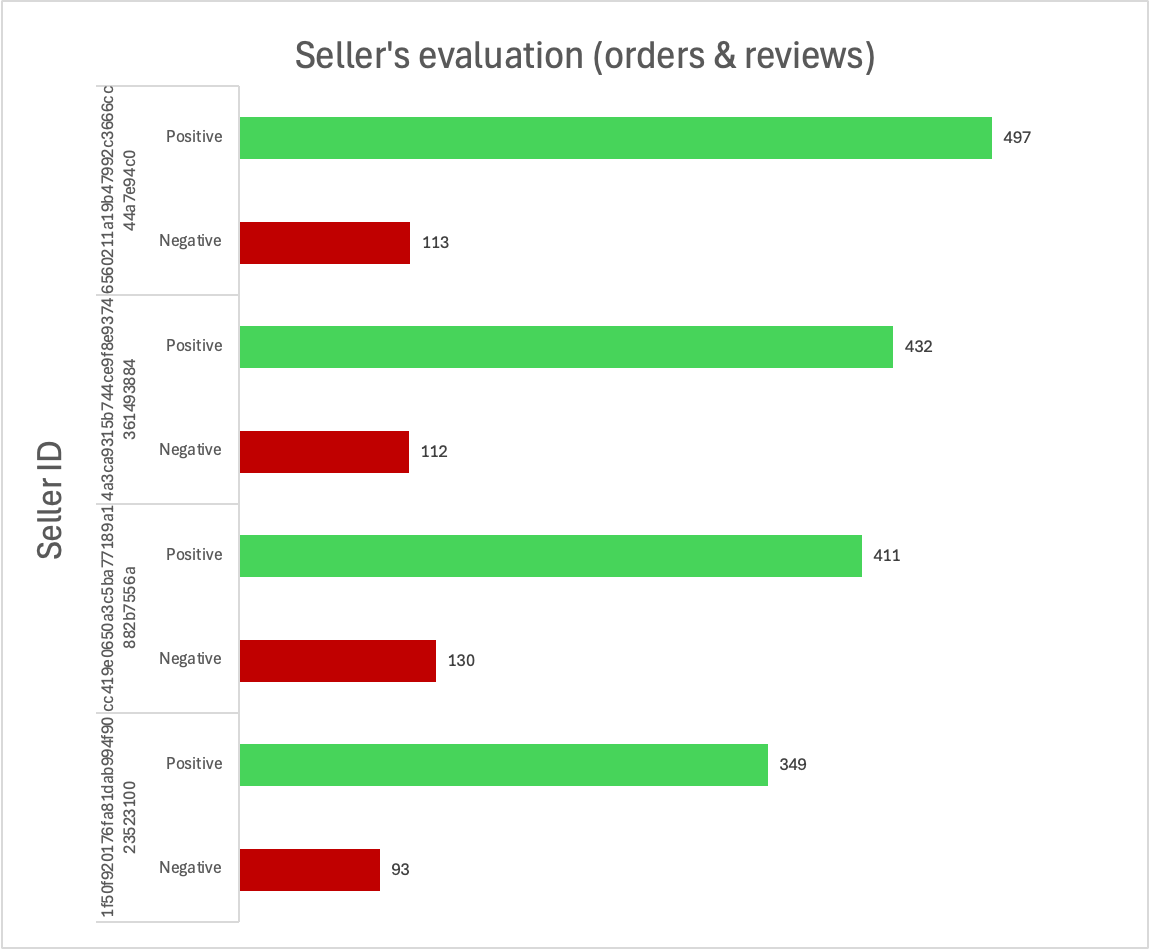 Seller's evaluation (orders & reviews)
Seller ID
6560211a19b47992c3666cc
44a7e94c0
Positive
497
Negative
113
4a3ca9315b744ce9f8e9374
361493884
Positive
432
Negative
112
cc419e0650a3c5ba77189a1
882b7556a
Positive
411
Negative
130
1f50f920176fa81dab994f90
23523100
Positive
349
Negative
93